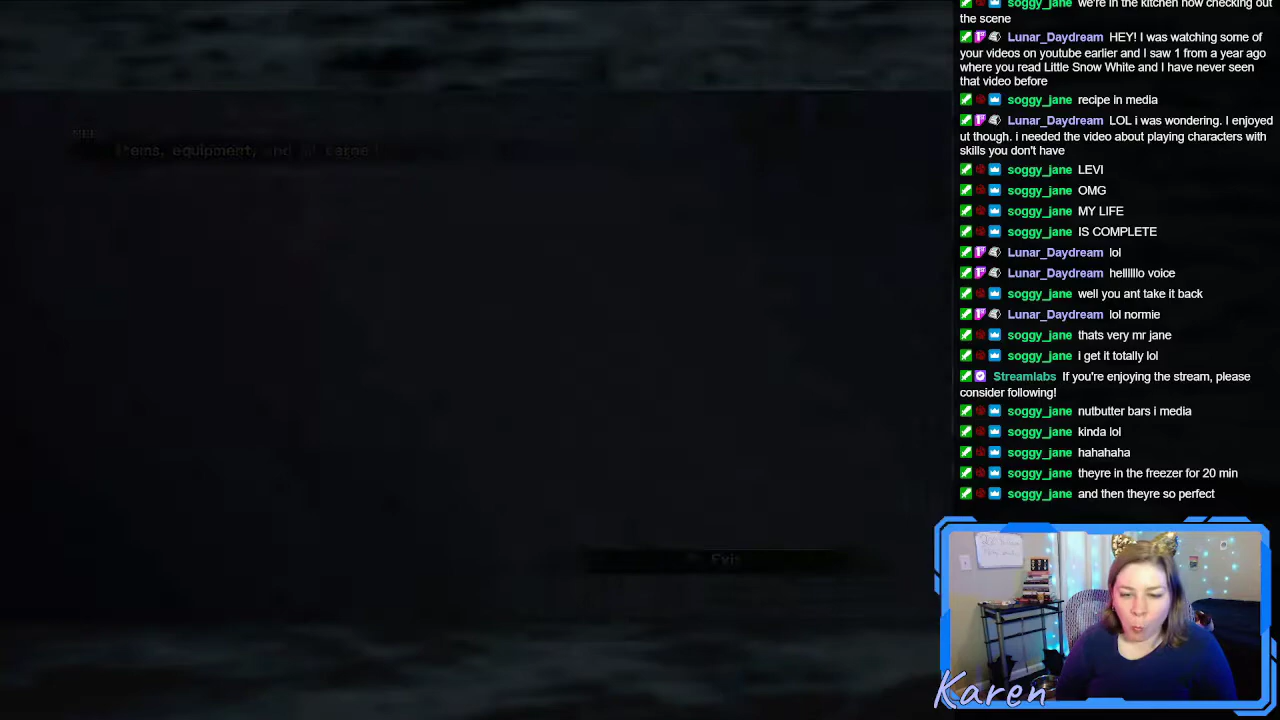 soggy_jane we're in the kitchen now checking out
the scene
Lunar_Daydream HEY! I was watching some of
your videos on youtube earlier and I saw 1 from a year ago
where you read Little Snow White and I have never seen
that video before
soggy_jane recipe in media
Lunar_Daydream LOL i was wondering. I enjoyed
ut though. i needed the video about playing characters with
skills you don't have
soggy_jane LEVI
soggy_jane OMG
soggy_jane MY LIFE
soggy_jane IS COMPLETE
Lunar_Daydream lol
Lunar_Daydream hellllllo voice
soggy_jane well you ant take it back
Lunar_Daydream lol normie
soggy_jane thats very mr jane
soggy_jane i get it totally lol
Streamlabs If you're enjoying the stream, please
consider following!
soggy_jane nutbutter bars i media
soggy_jane kinda lol
soggy_jane hahahaha
soggy_jane theyre in the freezer for 20 min
soggy_jane and then theyre so perfect
items, equipment, and
Exit
Karen